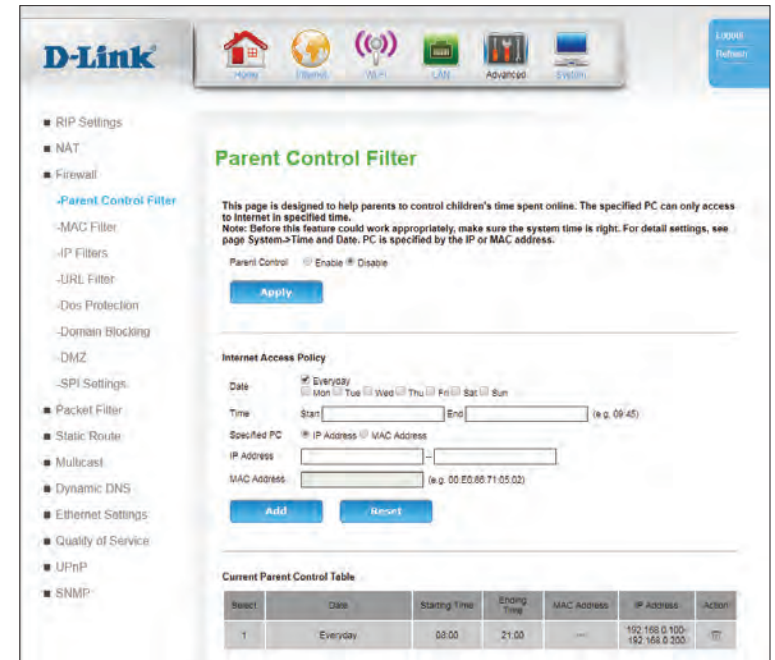 D-Link
Home Ethernet Wi-Fi LAN Advanced System
Logout
Refresh
RIP Settings
NAT
Firewall
-Parent Control Filter
-MAC Filter
-IP Filters
-URL Filter
-Dos Protection
-Domain Blocking
-DMZ
-SPI Settings
Packet Filter
Static Route
Multicast
Dynamic DNS
Ethernet Settings
Quality of Service
UPnP
SNMP
Parent Control Filter
This page is designed to help parents to control children's time spent online. The specified PC can only access
to Internet in specified time.
Note: Before this feature could work appropriately, make sure the system time is right. For detail settings, see
page System->Time and Date. PC is specified by the IP or MAC address.
Parent Control Enable Disable
Apply
Internet Access Policy
Date Everyday
Mon Tue Wed Thu Fri Sat Sun
Time Start End (e.g. 09:45)
Specified PC IP Address MAC Address
IP Address –
MAC Address (e.g. 00:E0:86:71:05:02)
Add Reset
Current Parent Control Table
Select Date Starting Time Ending Time MAC Address IP Address Action
1 Everyday 08:00 21:00 --- 192.168.0.100-
192.168.0.200